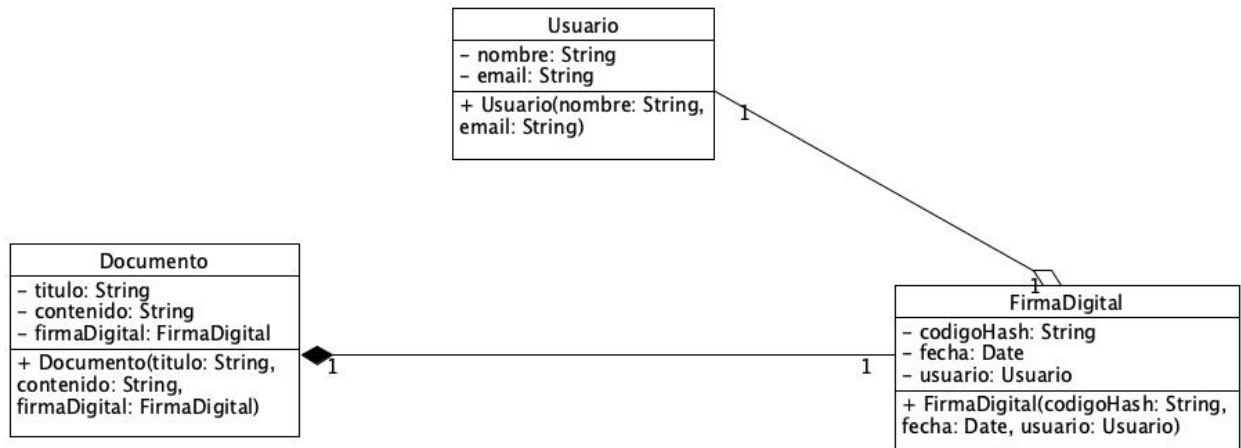 Usuario
– nombre: String
– email: String
+ Usuario(nombre: String,
email: String)
1
Documento
– titulo: String
– contenido: String
– firmaDigital: FirmaDigital
+ Documento(titulo: String,
contenido: String,
firmaDigital: FirmaDigital)
1
1
1
FirmaDigital
– codigoHash: String
– fecha: Date
– usuario: Usuario
+ FirmaDigital(codigoHash: String,
fecha: Date, usuario: Usuario)